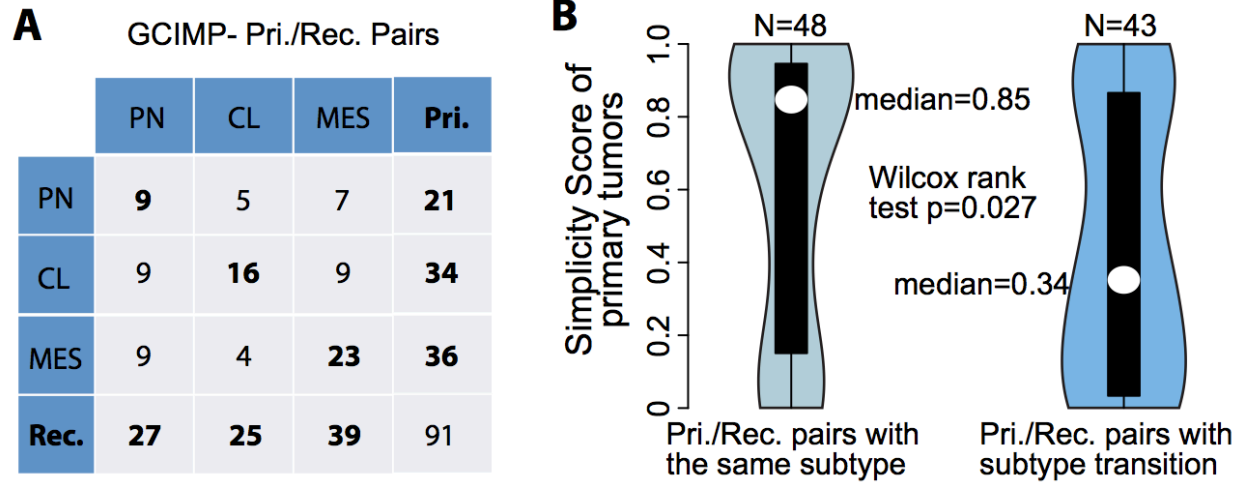 A
GCIMP- Pri./Rec. Pairs
PN CL MES Pri.
PN 9 5 7 21
CL 9 16 9 34
MES 9 4 23 36
Rec. 27 25 39 91
B
N=48
N=43
Simplicity Score of
primary tumors
1.0
0.8
0.6
0.4
0.2
0
median=0.85
Wilcox rank
test p=0.027
median=0.34
Pri./Rec. pairs with
the same subtype
Pri./Rec. pairs with
subtype transition